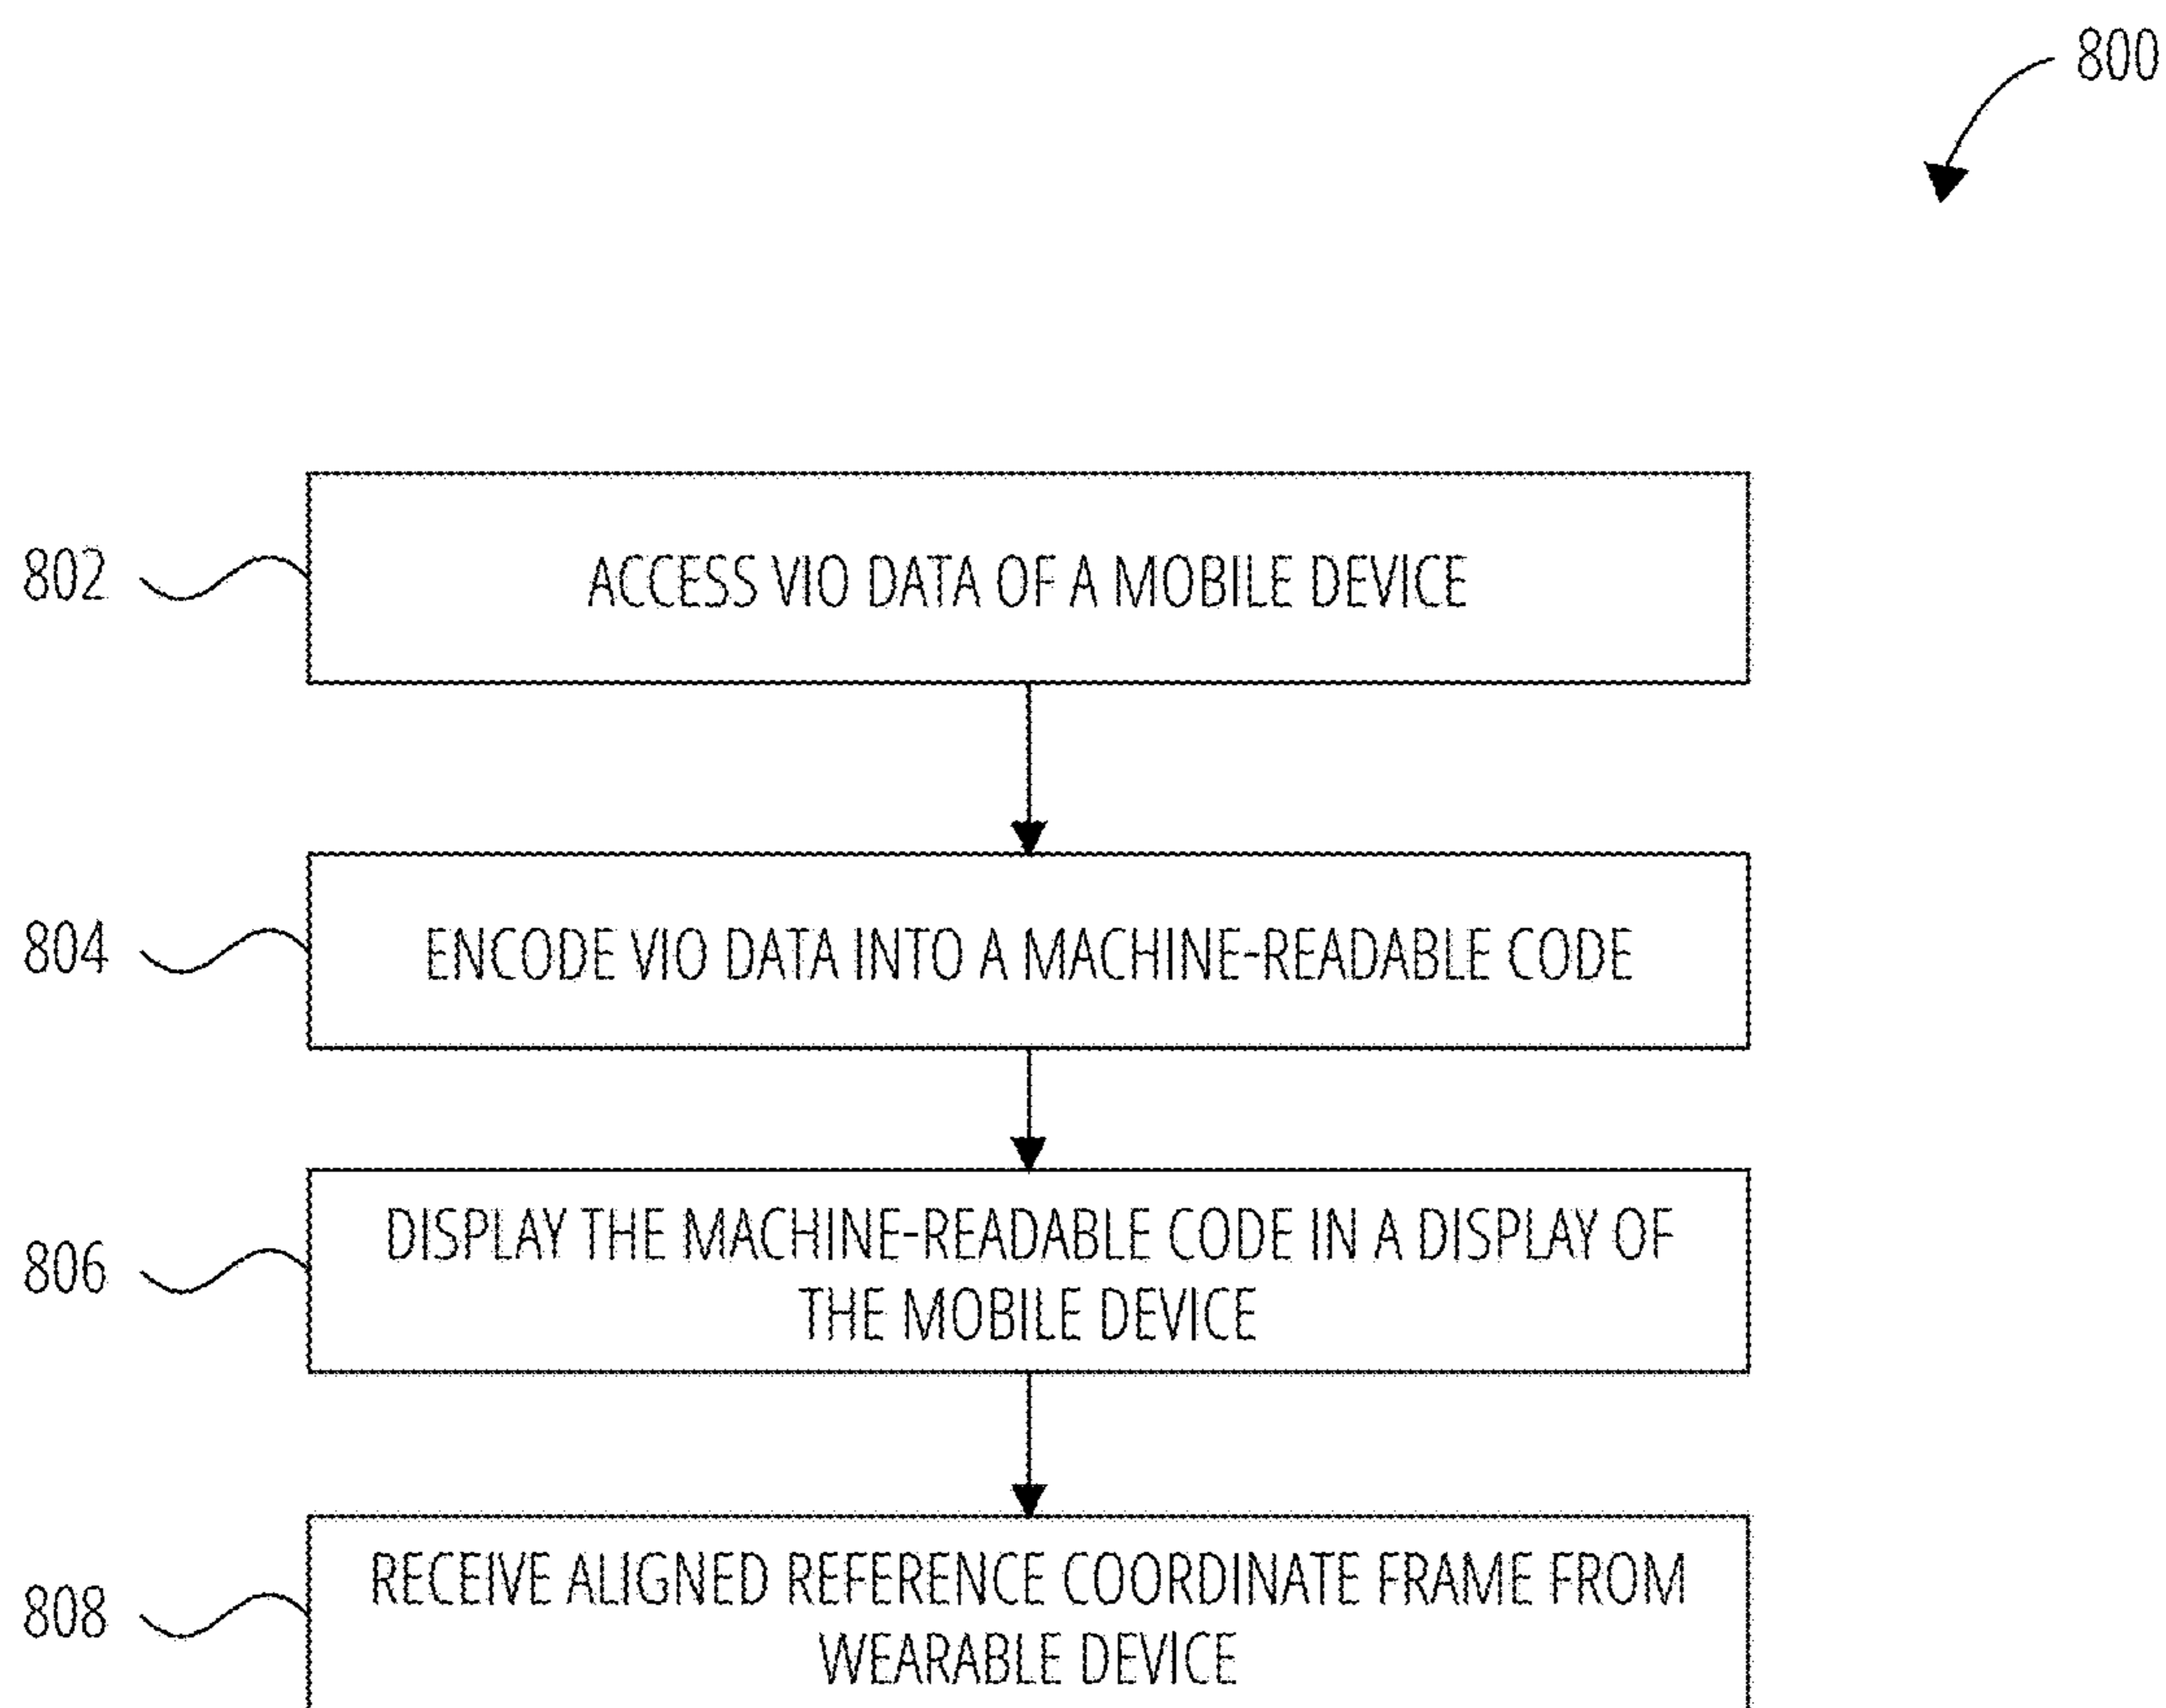 800
802
ACCESS VIO DATA OF A MOBILE DEVICE
804
ENCODE VIO DATA INTO A MACHINE-READABLE CODE
806
DISPLAY THE MACHINE-READABLE CODE IN A DISPLAY OF
THE MOBILE DEVICE
808
RECEIVE ALIGNED REFERENCE COORDINATE FRAME FROM
WEARABLE DEVICE